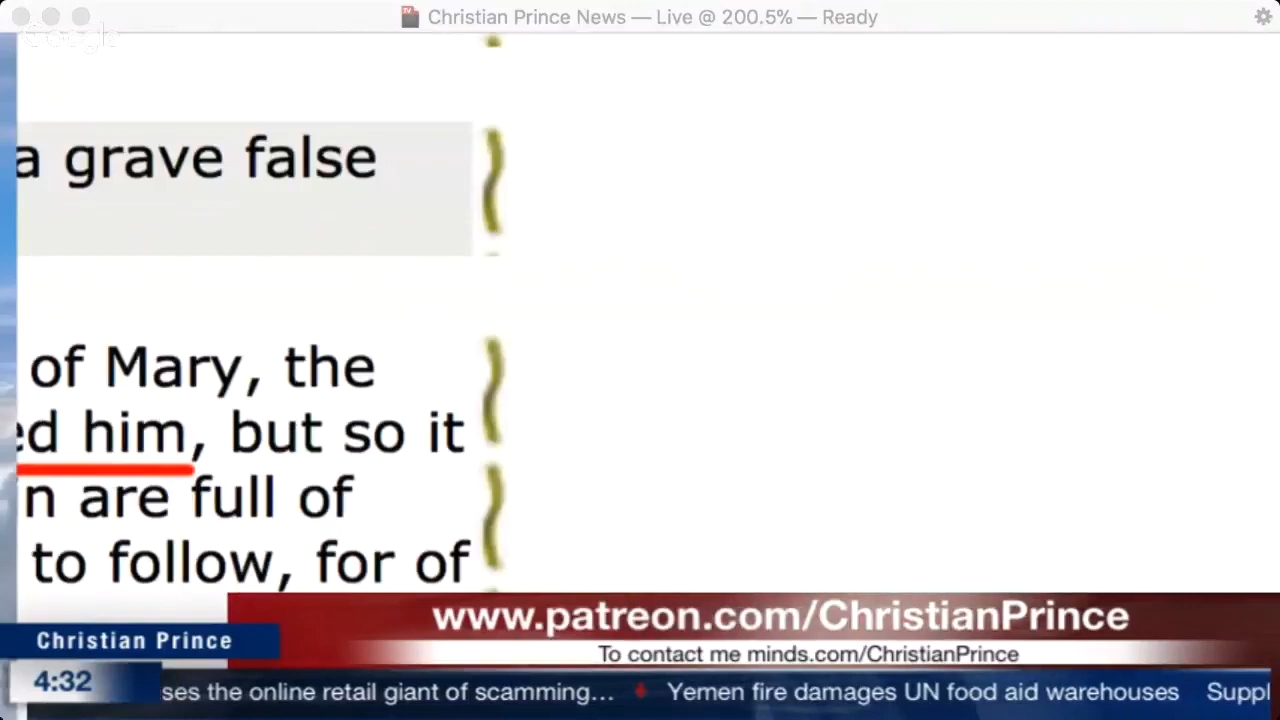 Christian Prince News — Live @ 200.5% — Ready
Google
a grave false
of Mary, the
ed him, but so it
n are full of
to follow, for of
www.patreon.com/ChristianPrince
To contact me minds.com/ChristianPrince
Christian Prince
4:32
ses the online retail giant of scamming... Yemen fire damages UN food aid warehouses Suppl